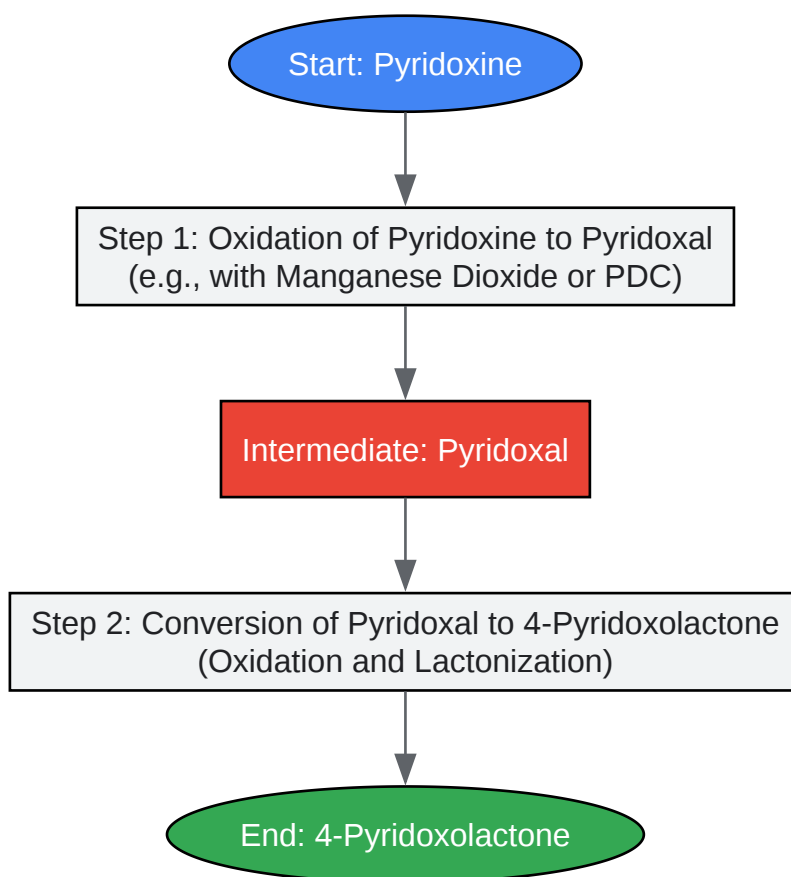 Start: Pyridoxine
Step 1: Oxidation of Pyridoxine to Pyridoxal
(e.g., with Manganese Dioxide or PDC)
Intermediate: Pyridoxal
Step 2: Conversion of Pyridoxal to 4-Pyridoxolactone
(Oxidation and Lactonization)
End: 4-Pyridoxolactone